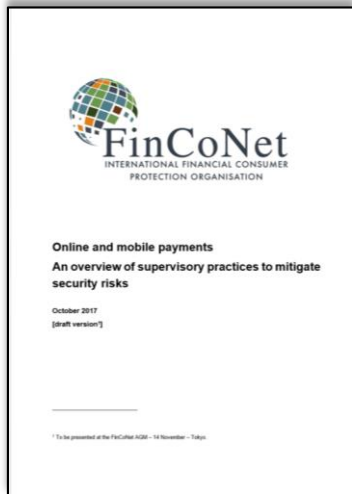 FinCoNet
INTERNATIONAL FINANCIAL CONSUMER
PROTECTION ORGANISATION
Online and mobile payments
An overview of supervisory practices to mitigate
security risks
October 2017
[draft version¹]
¹ To be presented at the FinCoNet AGM – 14 November – Tokyo.